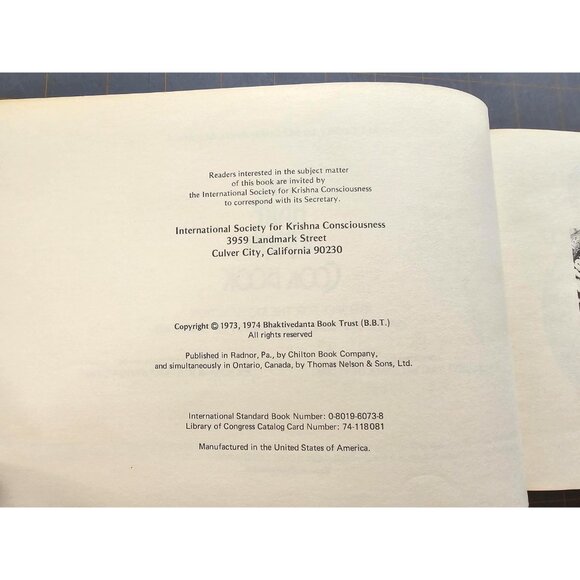 Readers interested in the subject matter
of this book are invited by
the International Society for Krishna Consciousness
to correspond with its Secretary.
International Society for Krishna Consciousness
3959 Landmark Street
Culver City, California 90230
Copyright © 1973, 1974 Bhaktivedanta Book Trust (B.B.T.)
All rights reserved
Published in Radnor, Pa., by Chilton Book Company,
and simultaneously in Ontario, Canada, by Thomas Nelson & Sons, Ltd.
International Standard Book Number: 0-8019-6073-8
Library of Congress Catalog Card Number: 74-118081
Manufactured in the United States of America.